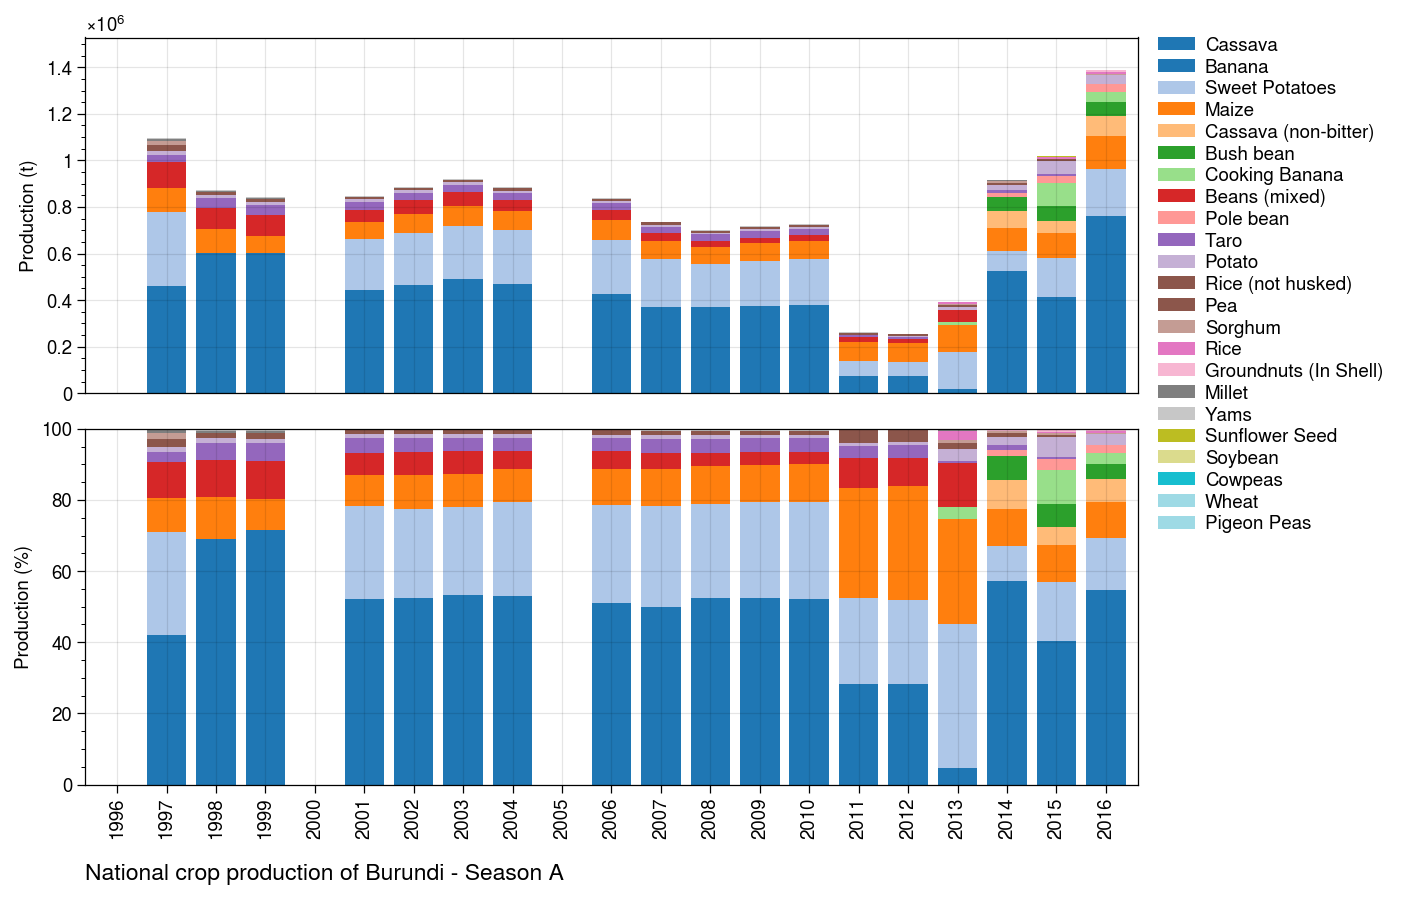 ×10⁶
1.4
1.2
1
0.8
0.6
0.4
0.2
0
Production (t)
Cassava
Banana
Sweet Potatoes
Maize
Cassava (non-bitter)
Bush bean
Cooking Banana
Beans (mixed)
Pole bean
Taro
Potato
Rice (not husked)
Pea
Sorghum
Rice
Groundnuts (In Shell)
Millet
Yams
Sunflower Seed
Soybean
Cowpeas
Wheat
Pigeon Peas
100
80
60
40
20
0
Production (%)
1996
1997
1998
1999
2000
2001
2002
2003
2004
2005
2006
2007
2008
2009
2010
2011
2012
2013
2014
2015
2016
National crop production of Burundi - Season A